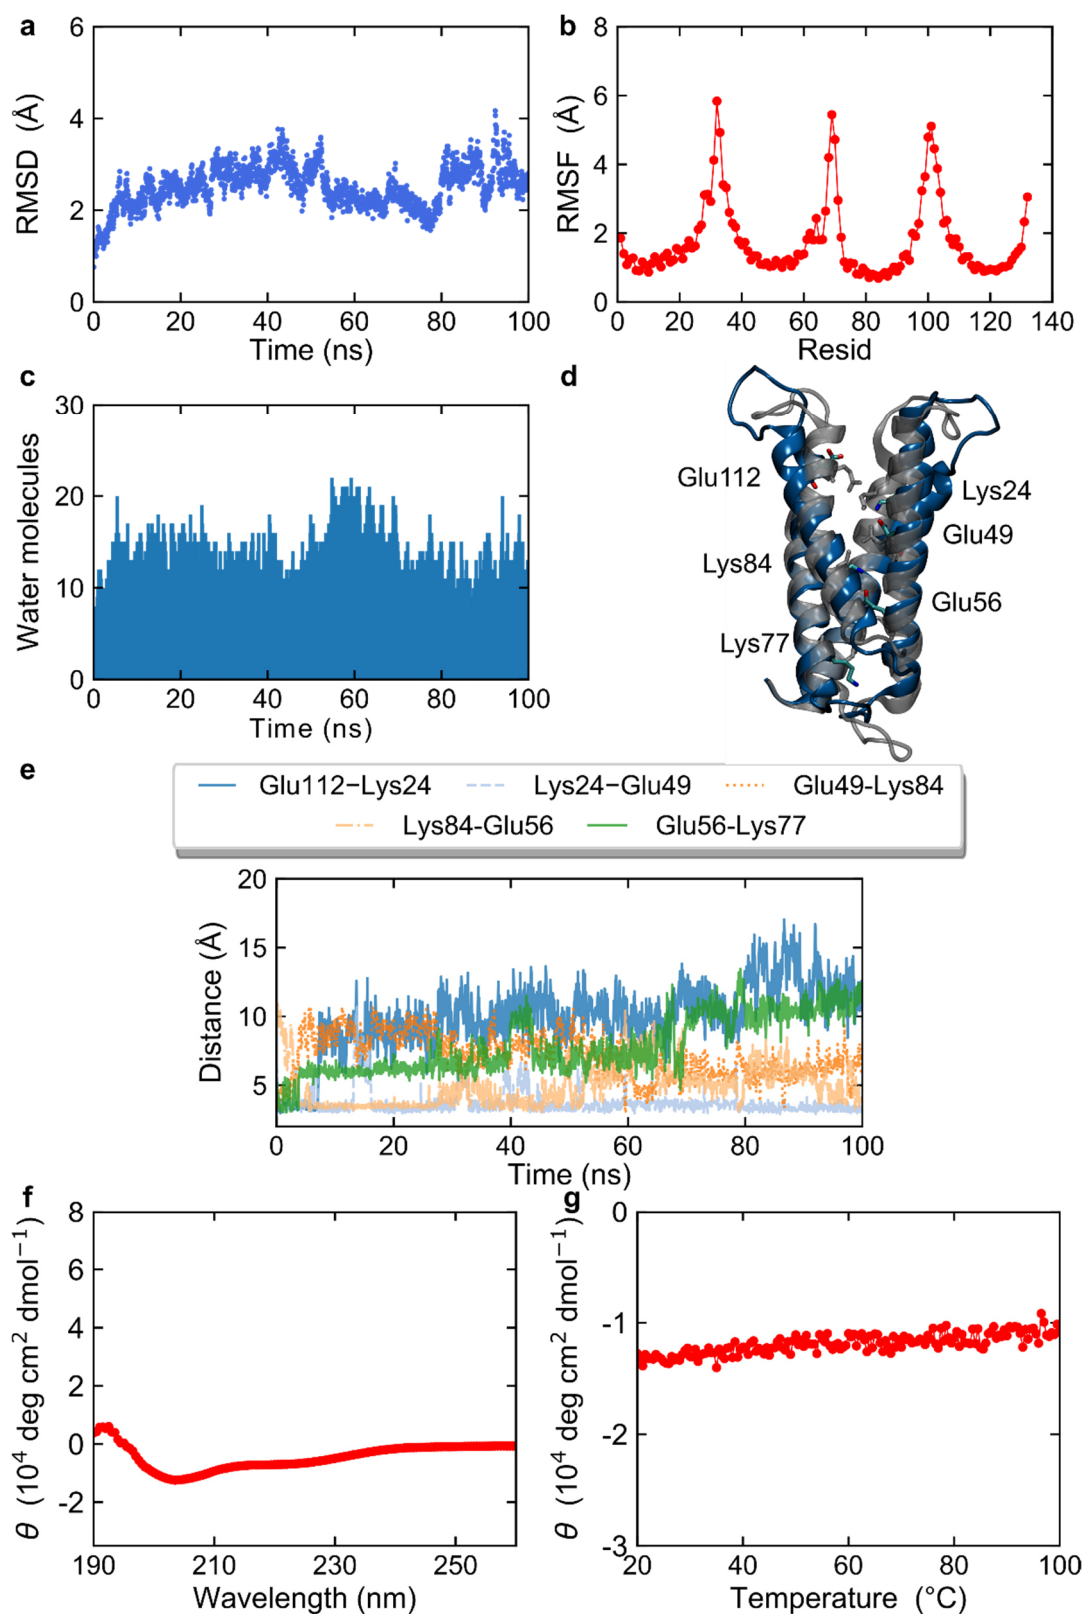 a
6
4
2
0
RMSD (Å)
0 20 40 60 80 100
Time (ns)
b
8
6
4
2
0
RMSF (Å)
0 20 40 60 80 100 120 140
Resid
c
30
20
10
0
Water molecules
0 20 40 60 80 100
Time (ns)
d
Glu112
Lys24
Glu49
Lys84
Glu56
Lys77
e
Glu112−Lys24 Lys24−Glu49 Glu49-Lys84
Lys84-Glu56 Glu56-Lys77
20
15
10
5
Distance (Å)
0 20 40 60 80 100
Time (ns)
f
8
6
4
2
0
-2
θ (10⁴ deg cm² dmol⁻¹)
190 210 230 250
Wavelength (nm)
g
0
-1
-2
-3
θ (10⁴ deg cm² dmol⁻¹)
20 40 60 80 100
Temperature (°C)